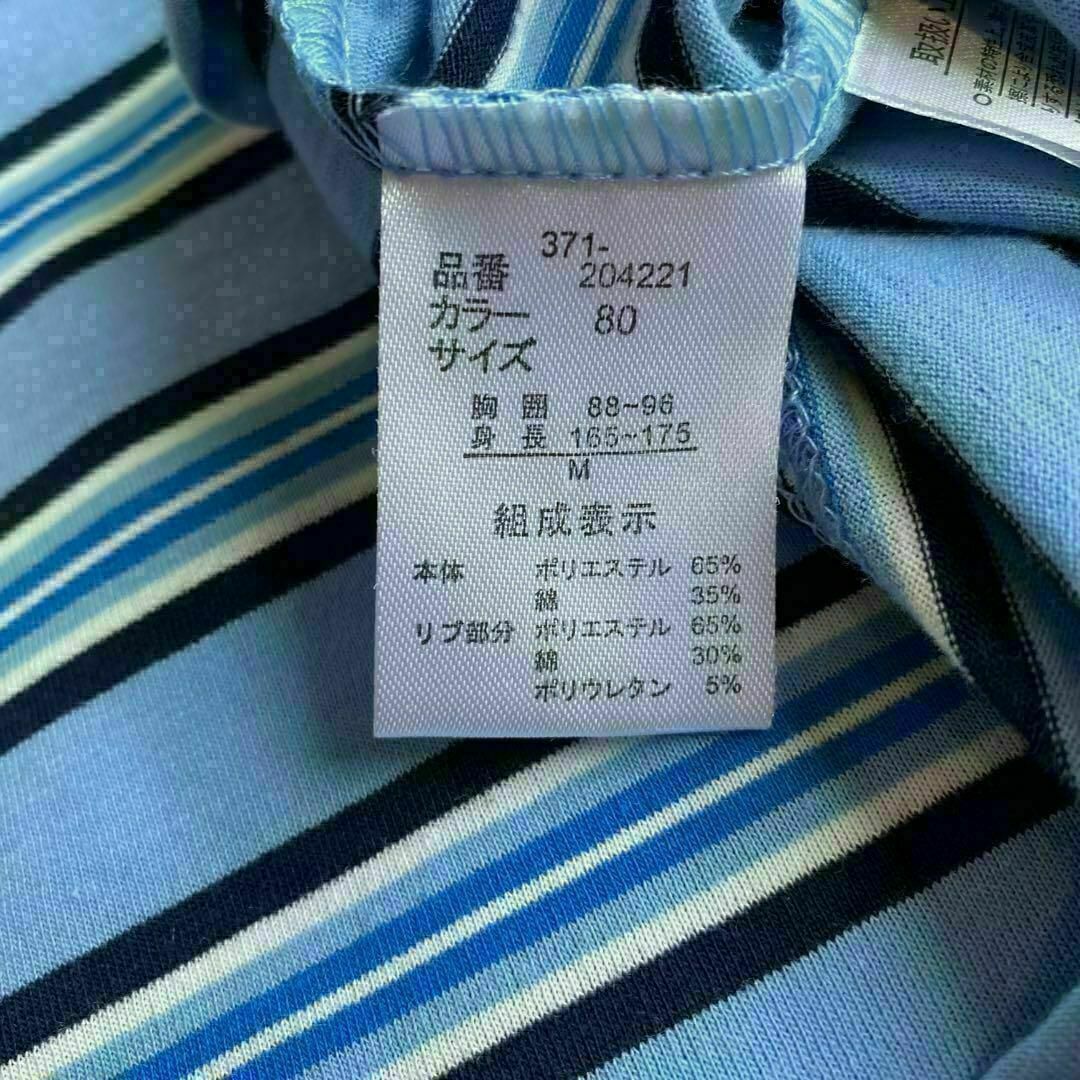 371-
品番 204221
カラー 80
サイズ
胸囲 88~96
身長 165~175
M
組成表示
本体 ポリエステル 65%
綿 35%
リブ部分 ポリエステル 65%
綿 30%
ポリウレタン 5%
取扱い